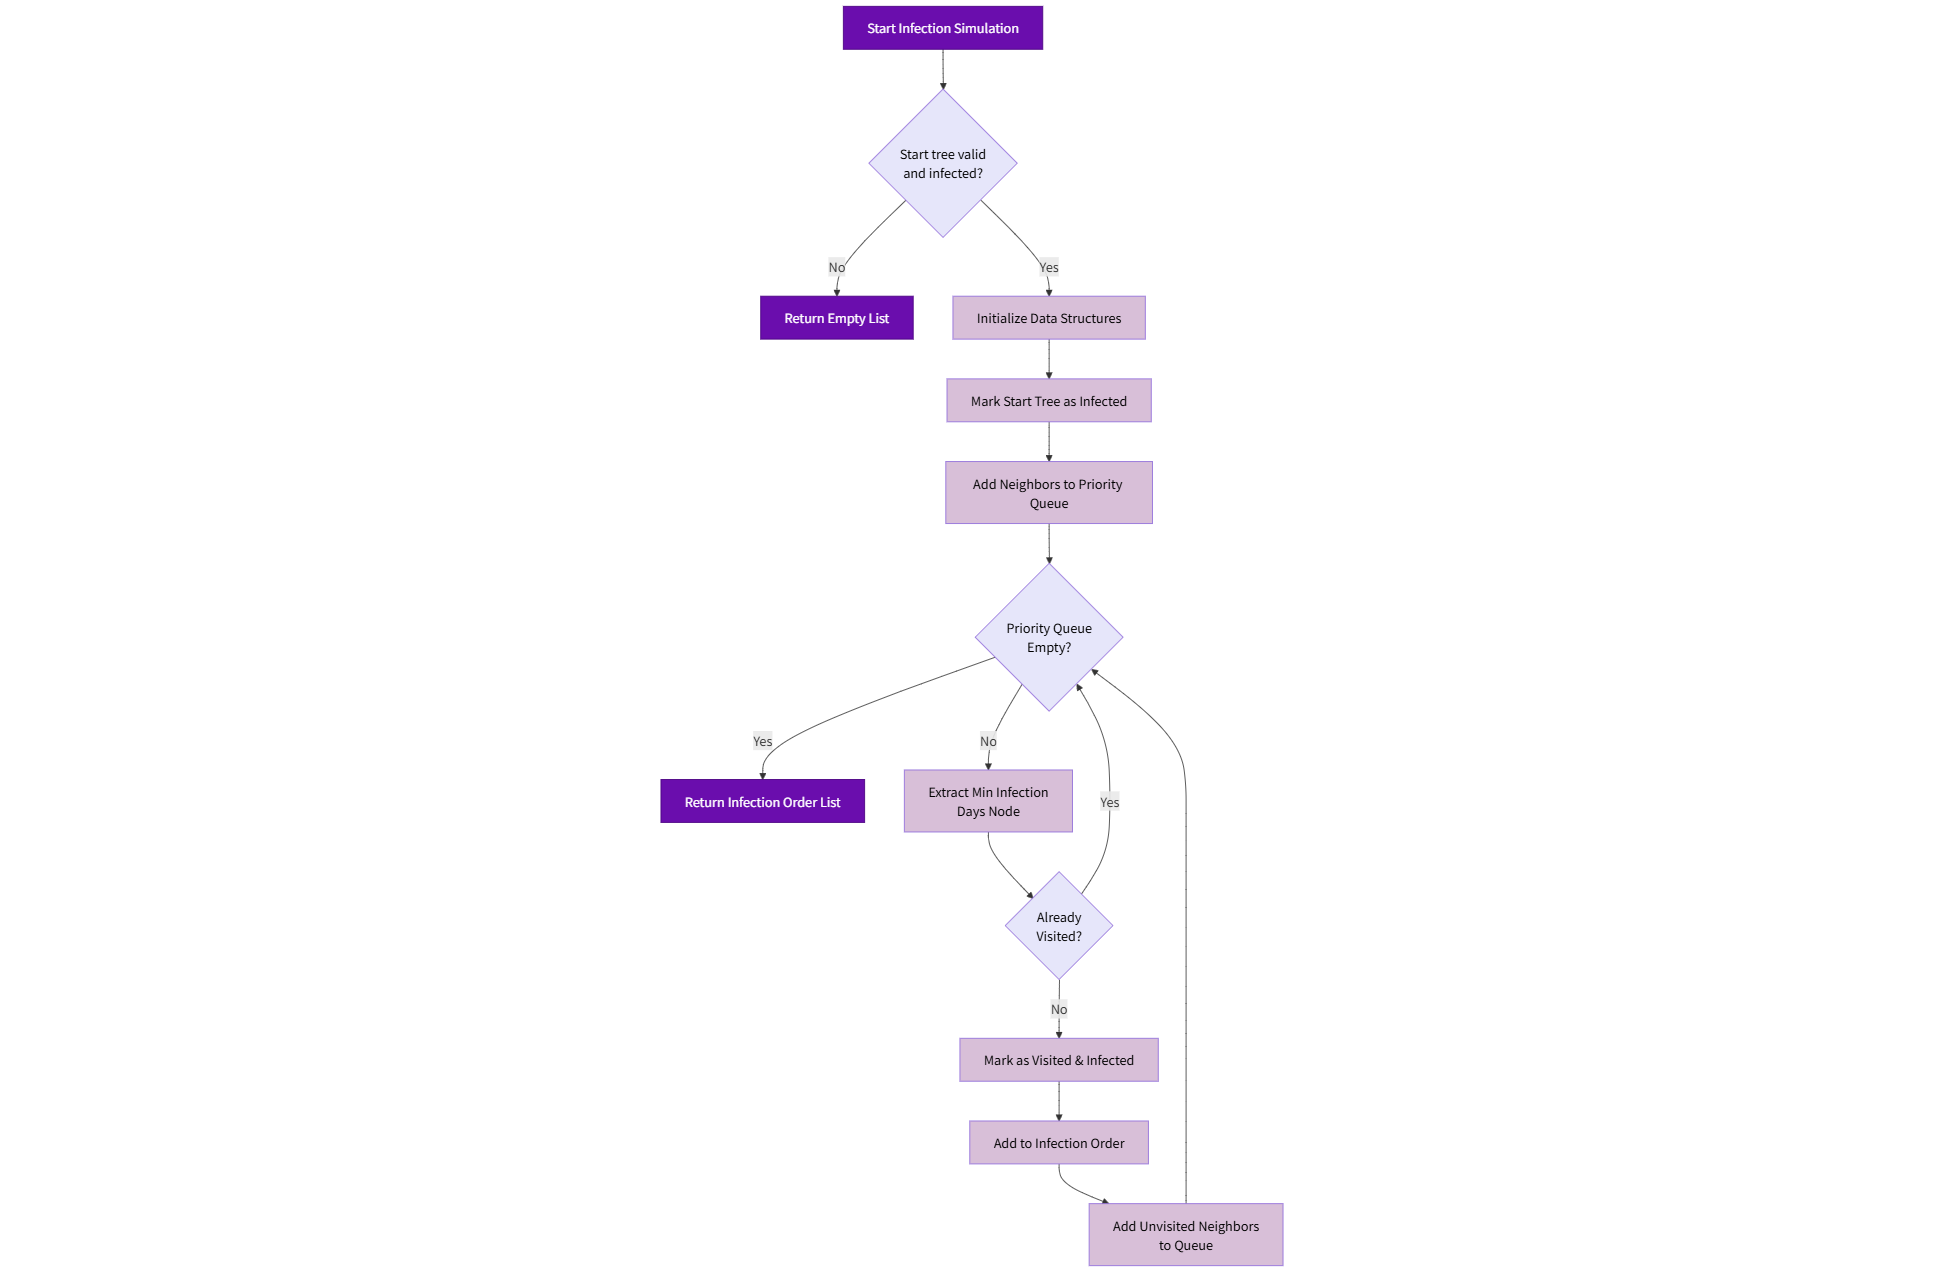 Start Infection Simulation
Start tree valid
and infected?
No
Yes
Return Empty List
Initialize Data Structures
Mark Start Tree as Infected
Add Neighbors to Priority
Queue
Priority Queue
Empty?
Yes
No
Return Infection Order List
Extract Min Infection
Days Node
Yes
Already
Visited?
No
Mark as Visited & Infected
Add to Infection Order
Add Unvisited Neighbors
to Queue